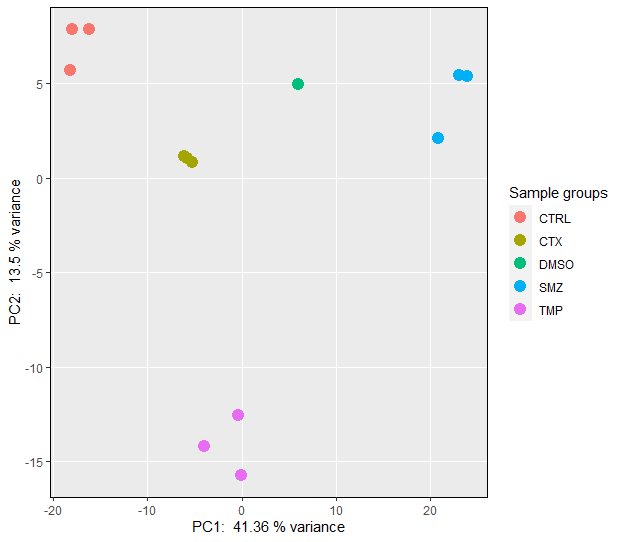 5
0
-5
-10
-15
PC2:  13.5 % variance
-20
-10
0
10
20
PC1:  41.36 % variance
Sample groups
CTRL
CTX
DMSO
SMZ
TMP